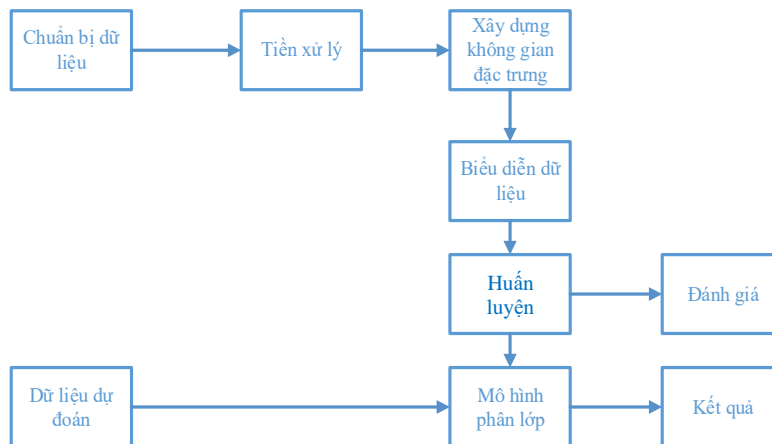 Chuẩn bị dữ
liệu
Tiền xử lý
Xây dựng
không gian
đặc trưng
Biểu diễn dữ
liệu
Huấn
luyện
Đánh giá
Dữ liệu dự
đoán
Mô hình
phân lớp
Kết quả